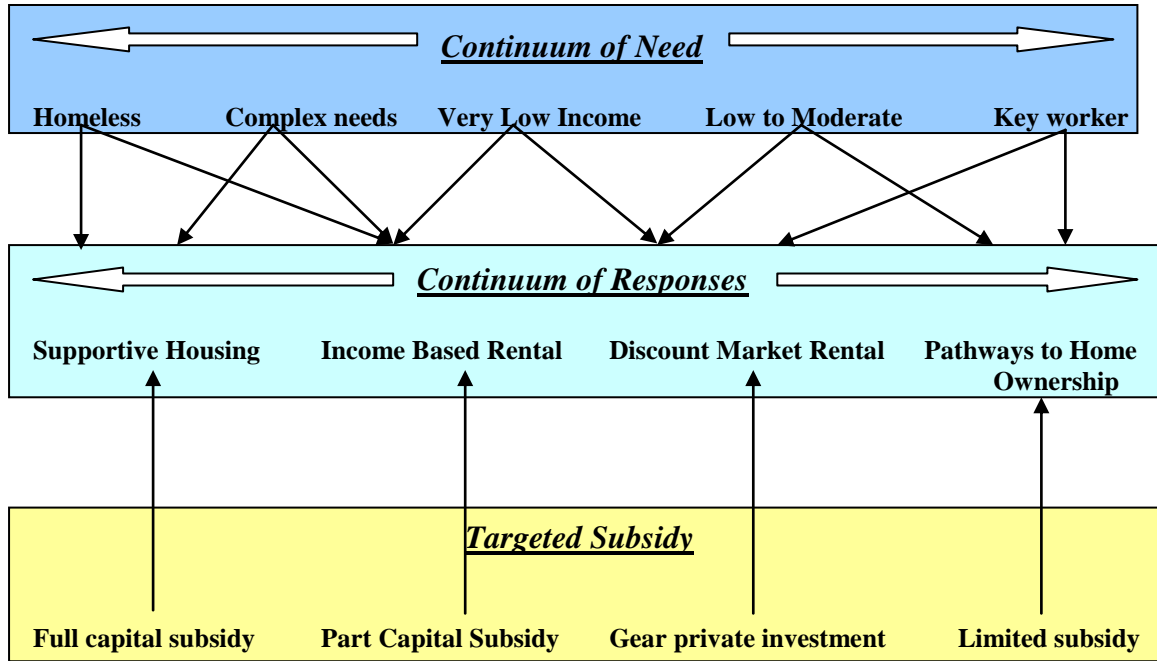 Continuum of Need
Homeless Complex needs Very Low Income Low to Moderate Key worker
Continuum of Responses
Supportive Housing Income Based Rental Discount Market Rental Pathways to Home
Ownership
Targeted Subsidy
Full capital subsidy Part Capital Subsidy Gear private investment Limited subsidy